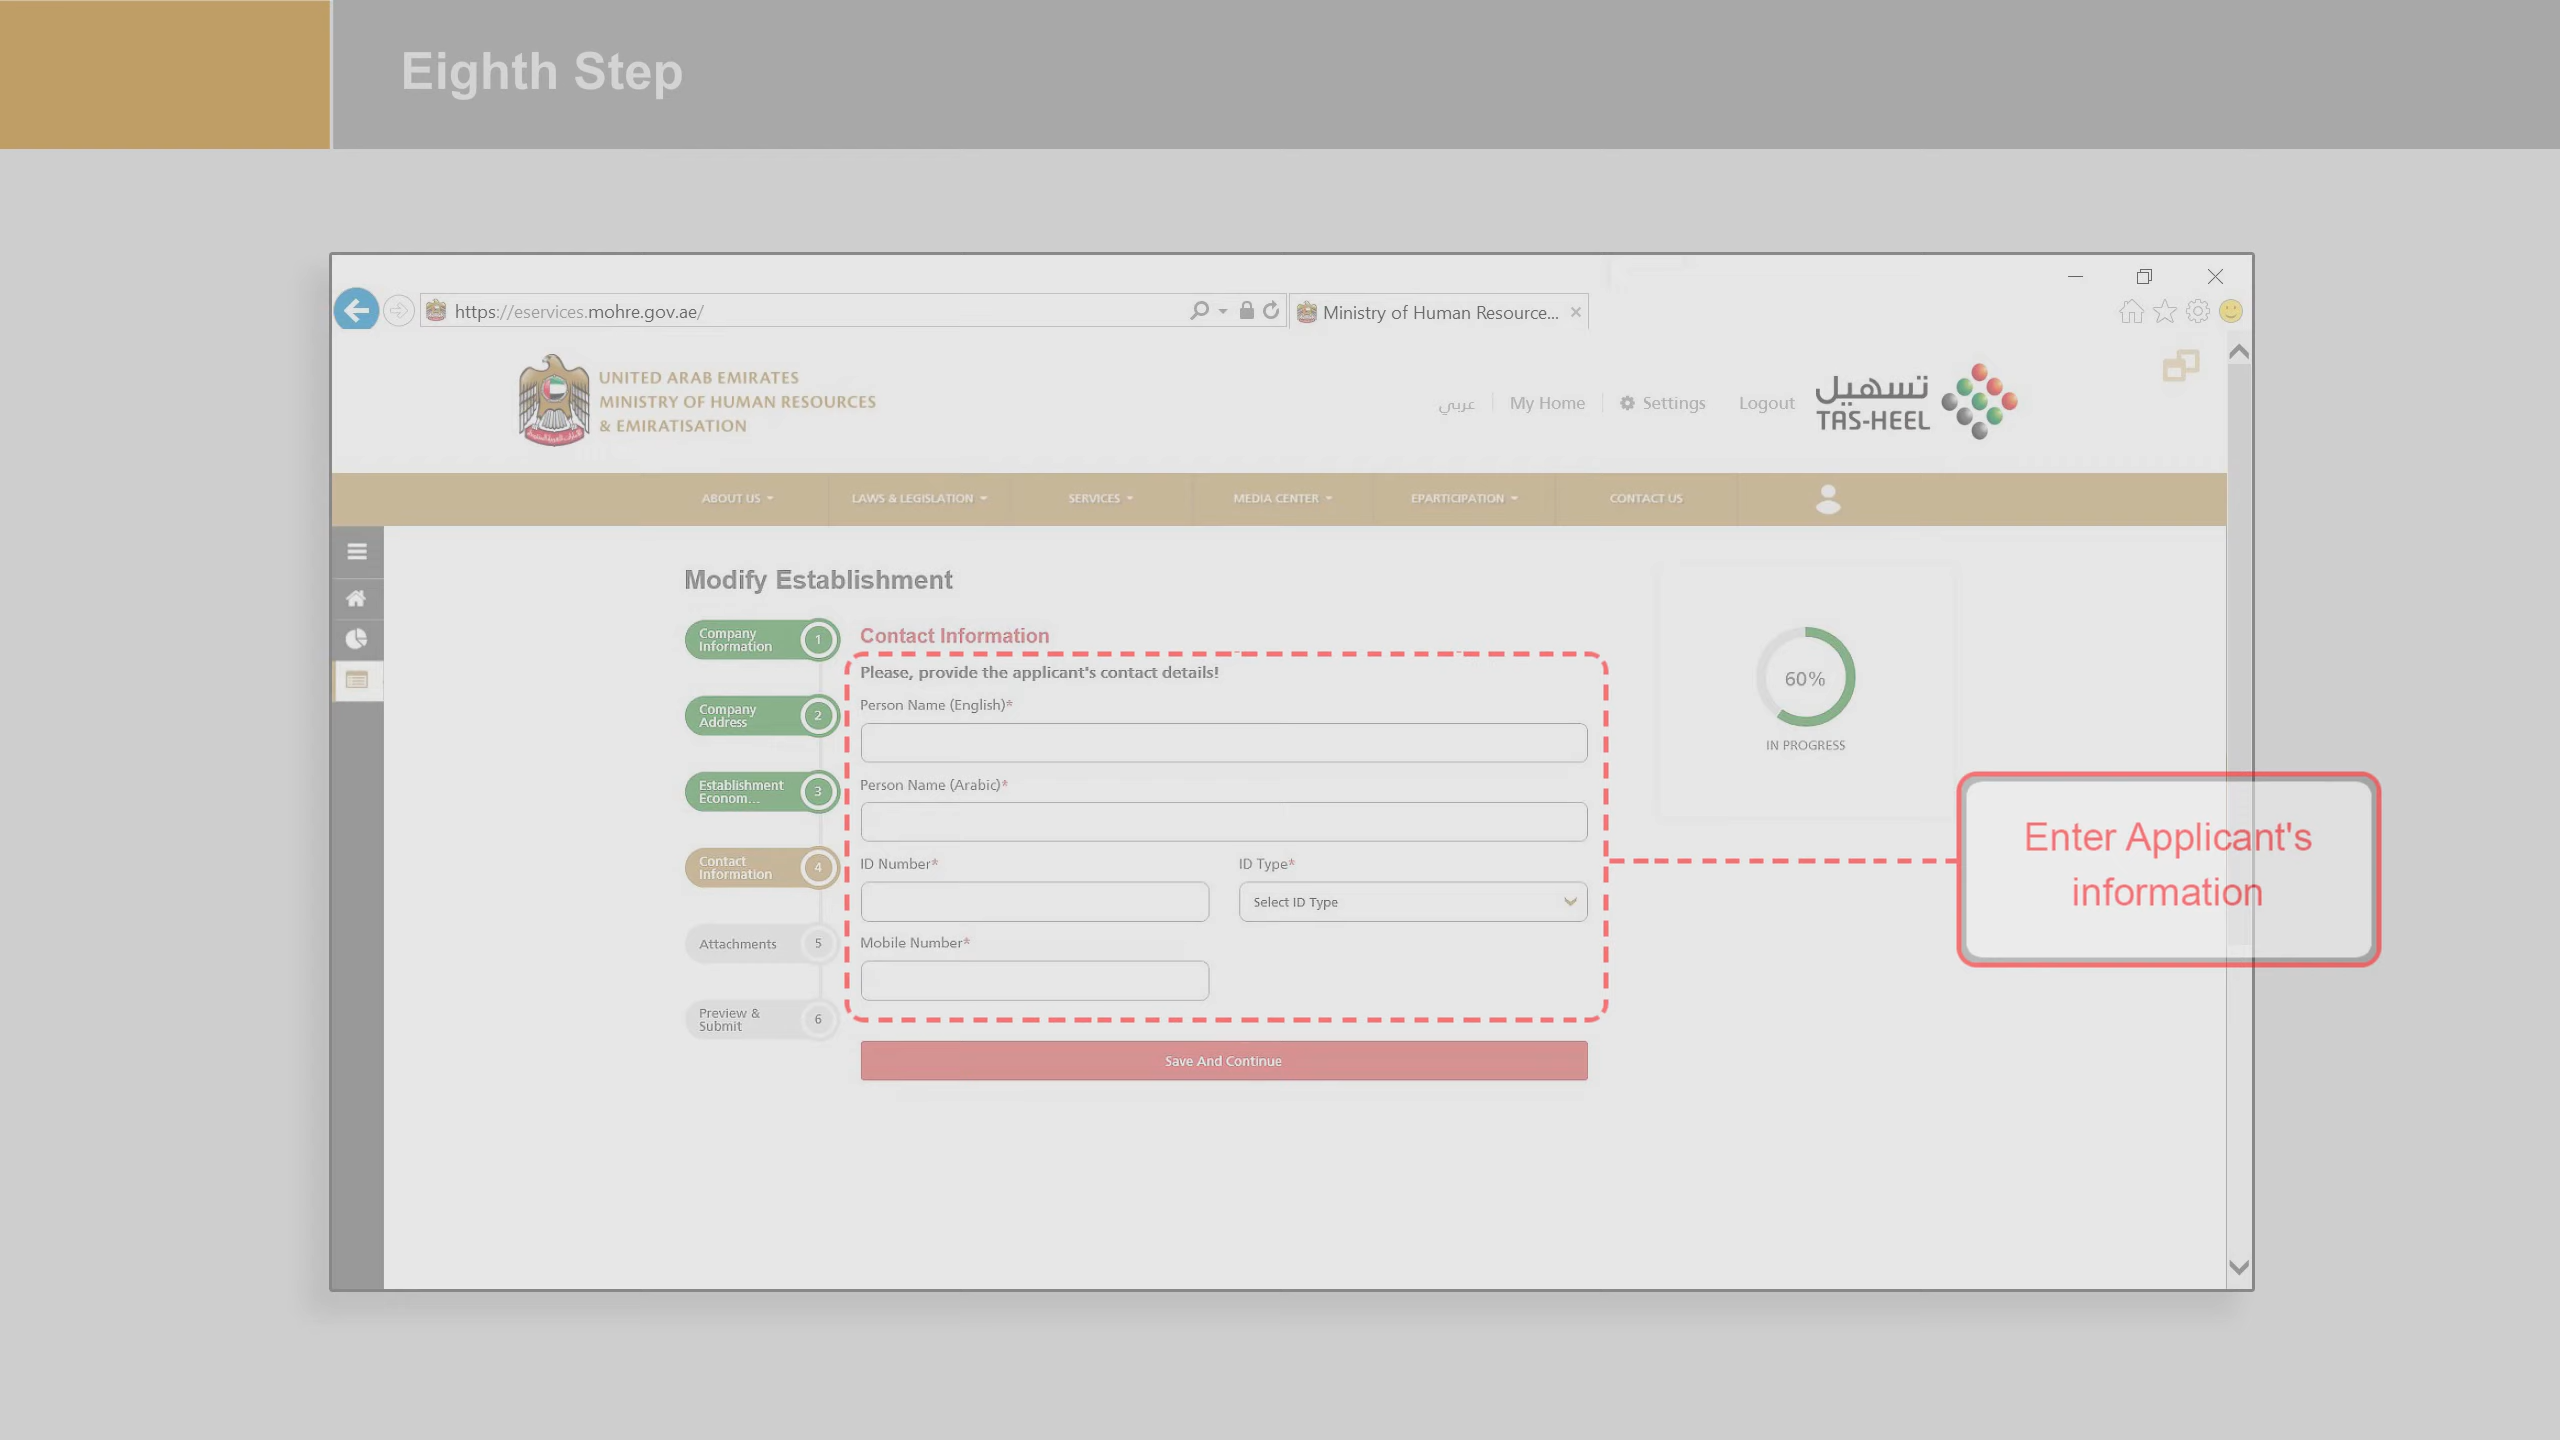 Eighth Step
https://eservices.mohre.gov.ae/
Ministry of Human Resource...
UNITED ARAB EMIRATES
MINISTRY OF HUMAN RESOURCES
& EMIRATISATION
عربي
My Home
Settings
Logout
تسهيل
TAS-HEEL
ABOUT US
LAWS & LEGISLATION
SERVICES
MEDIA CENTER
EPARTICIPATION
CONTACT US
Modify Establishment
Company
Information
1
Company
Address
2
Establishment
Econom...
3
Contact
Information
4
Attachments
5
Preview &
Submit
6
Contact Information
Please, provide the applicant's contact details!
Person Name (English)*
Person Name (Arabic)*
ID Number*
ID Type*
Select ID Type
Mobile Number*
Save And Continue
60%
IN PROGRESS
Enter Applicant's
information